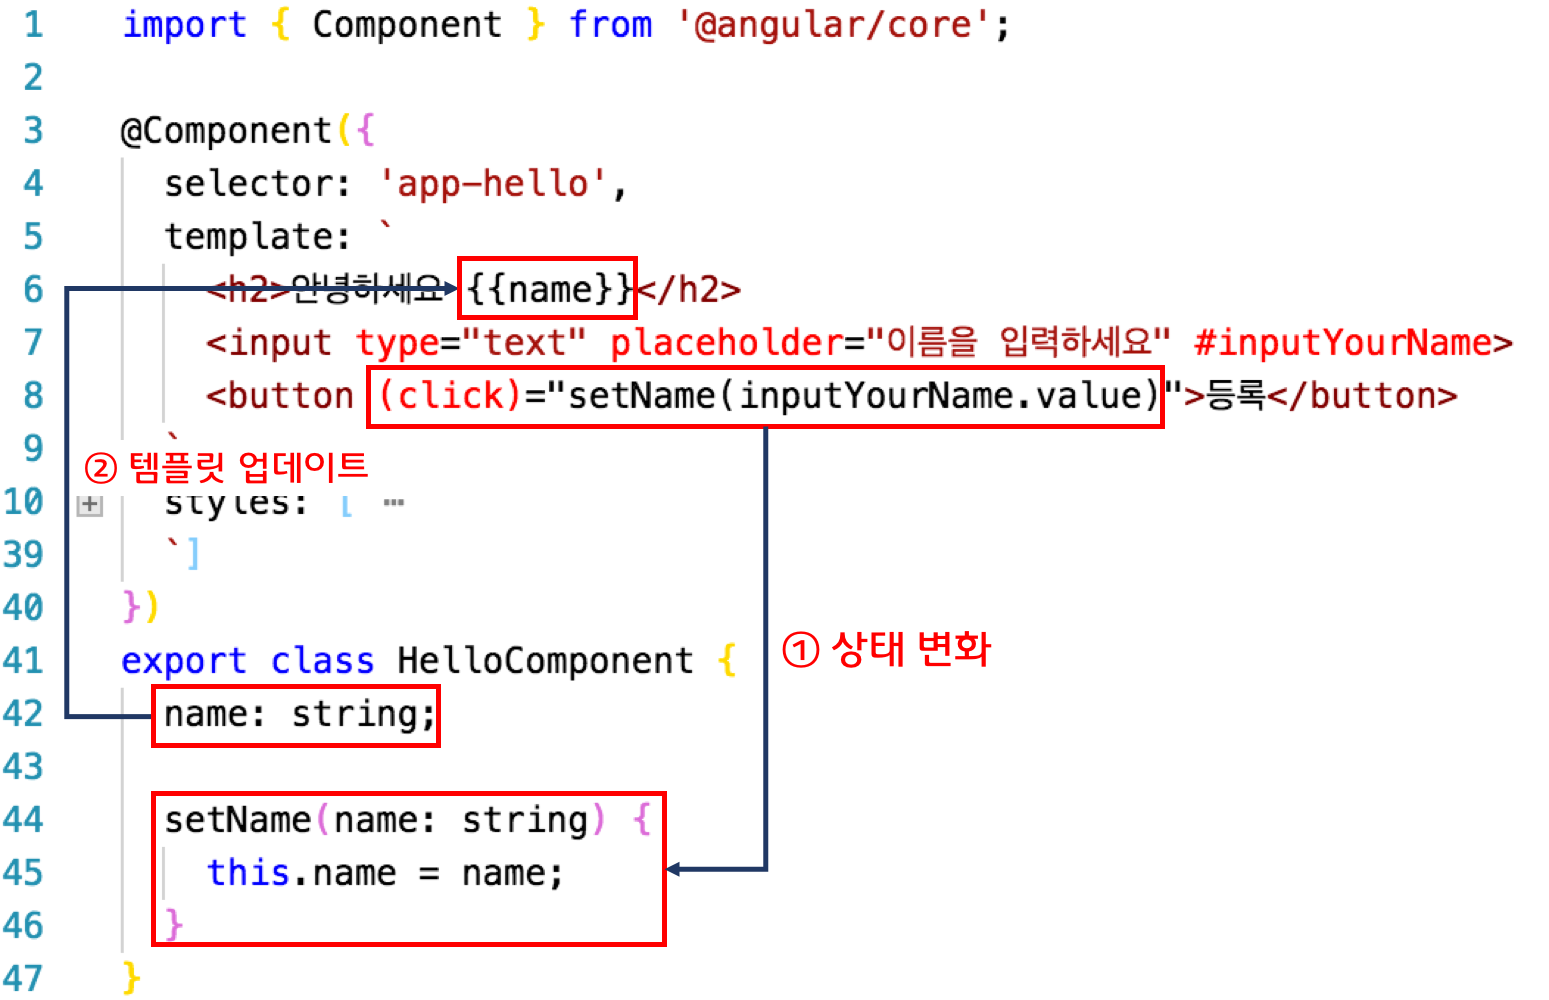 1 import { Component } from '@angular/core';
2
3 @Component({
4 selector: 'app-hello',
5 template: `
6 <h2>안녕하세요 {{name}}</h2>
7 <input type="text" placeholder="이름을 입력하세요" #inputYourName>
8 <button (click)="setName(inputYourName.value)">등록</button>
9 `
② 템플릿 업데이트
10 styles: [ ⋯
39 `]
40 })
41 export class HelloComponent {
① 상태 변화
42 name: string;
43
44 setName(name: string) {
45 this.name = name;
46 }
47 }